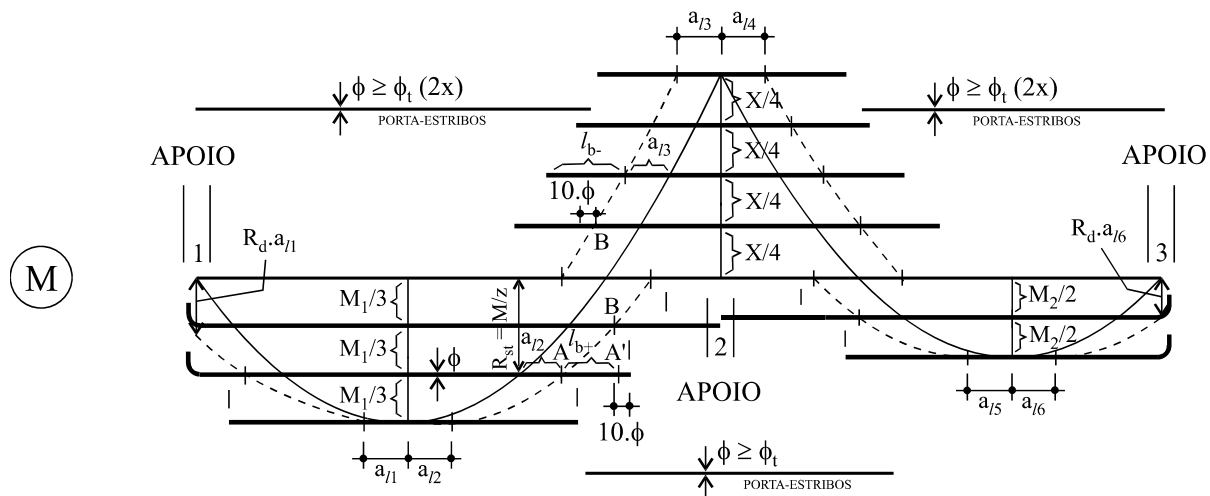 a_l3 a_l4
ϕ ≥ ϕ_t (2x)
PORTA-ESTRIBOS
ϕ ≥ ϕ_t (2x)
PORTA-ESTRIBOS
X/4
X/4
X/4
X/4
APOIO
APOIO
l_b- a_l3
10.ϕ
B
1
R_d.a_l1
R_d.a_l6
3
M
M_1/3
M_1/3
M_1/3
R_st = M/z
B
2
M_2/2
M_2/2
a_l2 l_b+
A A'
ϕ
APOIO
10.ϕ
a_l1 a_l2
a_l5 a_l6
ϕ ≥ ϕ_t
PORTA-ESTRIBOS